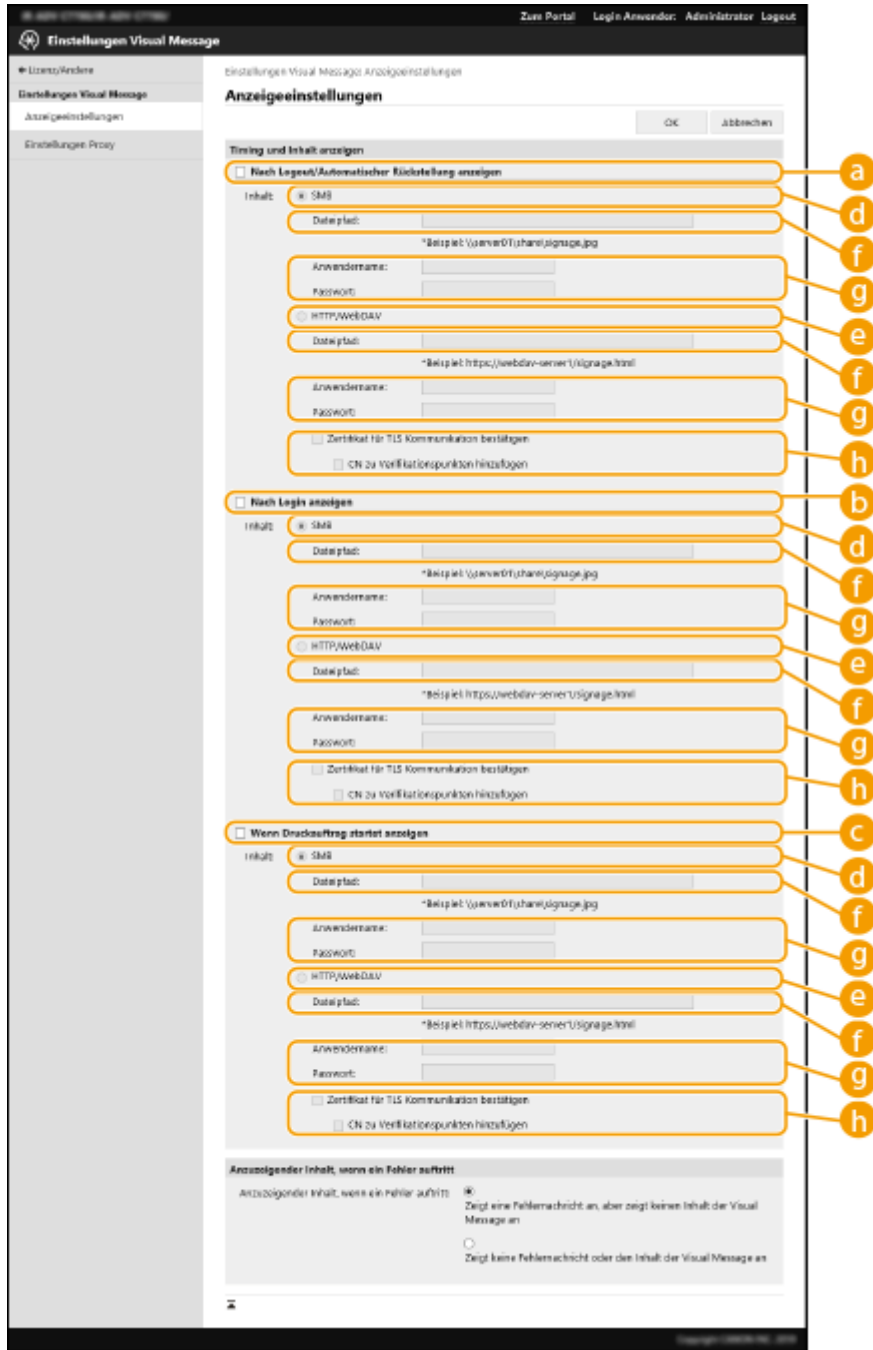 Zum Portal Login Anwender: Administrator Logout
Einstellungen Visual Message
Lizenz/Andere
Einstellungen Visual Message
Anzeigeeinstellungen
Einstellungen Proxy
Einstellungen Visual Message: Anzeigeeinstellungen
Anzeigeeinstellungen
OK Abbrechen
Timing und Inhalt anzeigen
Nach Logout/Automatischer Rückstellung anzeigen a
Inhalt: SMB d
Dateipfad: f
*Beispiel: \\server01\share\signage.jpg
Anwendername:
Passwort: g
HTTP/WebDAV e
Dateipfad: f
*Beispiel: https://webdav-server1/signage.html
Anwendername:
Passwort: g
Zertifikat für TLS Kommunikation bestätigen
CN zu Verifikationspunkten hinzufügen h
Nach Login anzeigen b
Inhalt: SMB d
Dateipfad: f
*Beispiel: \\server01\share\signage.jpg
Anwendername:
Passwort: g
HTTP/WebDAV e
Dateipfad: f
*Beispiel: https://webdav-server1/signage.html
Anwendername:
Passwort: g
Zertifikat für TLS Kommunikation bestätigen
CN zu Verifikationspunkten hinzufügen h
Wenn Druckauftrag startet anzeigen c
Inhalt: SMB d
Dateipfad: f
*Beispiel: \\server01\share\signage.jpg
Anwendername:
Passwort: g
HTTP/WebDAV e
Dateipfad: f
*Beispiel: https://webdav-server1/signage.html
Anwendername:
Passwort: g
Zertifikat für TLS Kommunikation bestätigen
CN zu Verifikationspunkten hinzufügen h
Anzuzeigender Inhalt, wenn ein Fehler auftritt
Anzuzeigender Inhalt, wenn ein Fehler auftritt:
Zeigt eine Fehlernachricht an, aber zeigt keinen Inhalt der Visual
Message an
Zeigt keine Fehlernachricht oder den Inhalt der Visual Message an